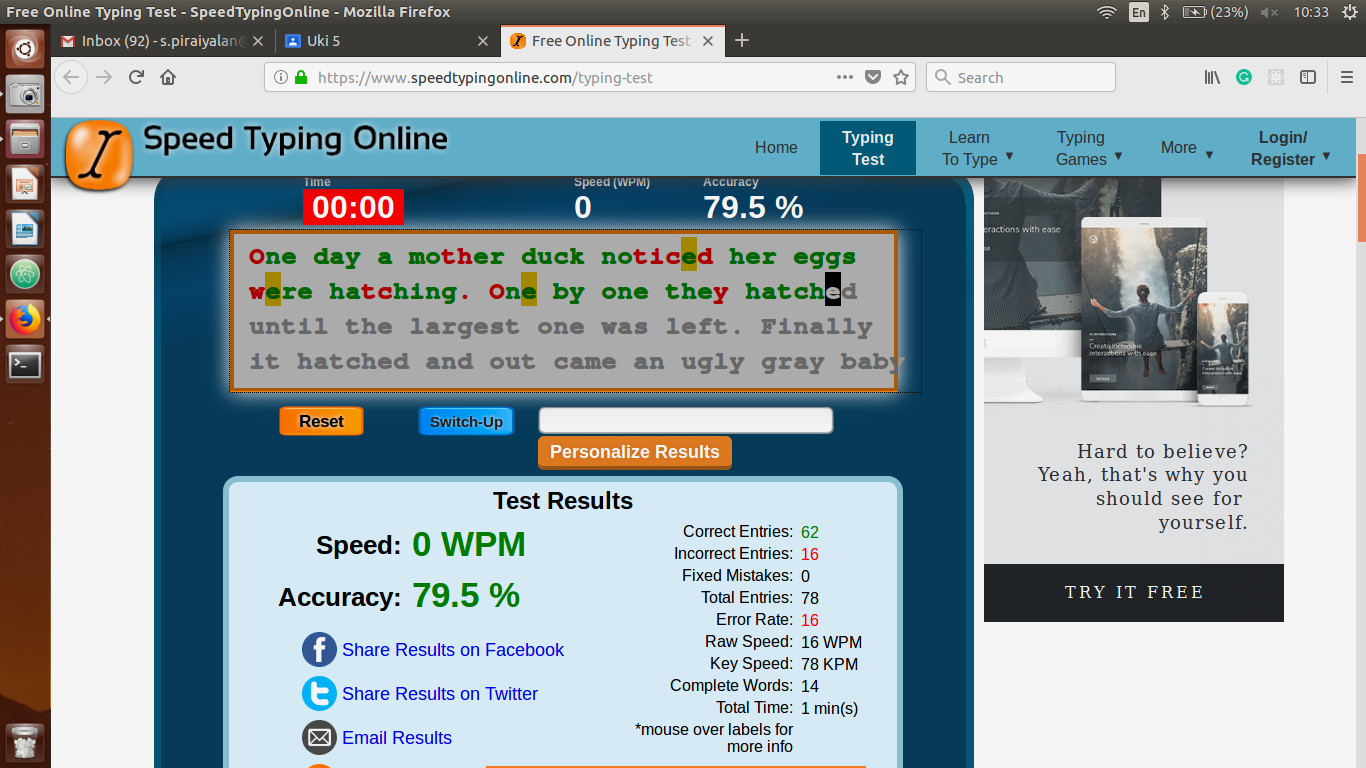 Free Online Typing Test - SpeedTypingOnline - Mozilla Firefox
En
(23%)
10:33
Inbox (92) - s.piraiyalan@
Uki 5
Free Online Typing Test -
https://www.speedtypingonline.com/typing-test
Search
Speed Typing Online
Home
Typing
Test
Learn
To Type
Typing
Games
More
Login/
Register
Time
Speed (WPM)
Accuracy
00:00
0
79.5 %
One day a mother duck noticed her eggs
were hatching. One by one they hatched
until the largest one was left. Finally
it hatched and out came an ugly gray baby
Reset
Switch-Up
Personalize Results
Test Results
Speed: 0 WPM
Accuracy: 79.5 %
Share Results on Facebook
Share Results on Twitter
Email Results
Correct Entries: 62
Incorrect Entries: 16
Fixed Mistakes: 0
Total Entries: 78
Error Rate: 16
Raw Speed: 16 WPM
Key Speed: 78 KPM
Complete Words: 14
Total Time: 1 min(s)
*mouse over labels for
more info
interactions with ease
Create incredible
interactions with ease
DETAILS
Hard to believe?
Yeah, that's why you
should see for
yourself.
TRY IT FREE